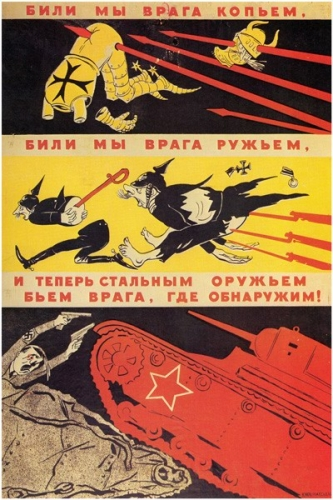 БИЛИ МЫ ВРАГА КОПЬЕМ,
БИЛИ МЫ ВРАГА РУЖЬЕМ,
И ТЕПЕРЬ СТАЛЬНЫМ ОРУЖЬЕМ
БЬЕМ ВРАГА, ГДЕ ОБНАРУЖИМ!